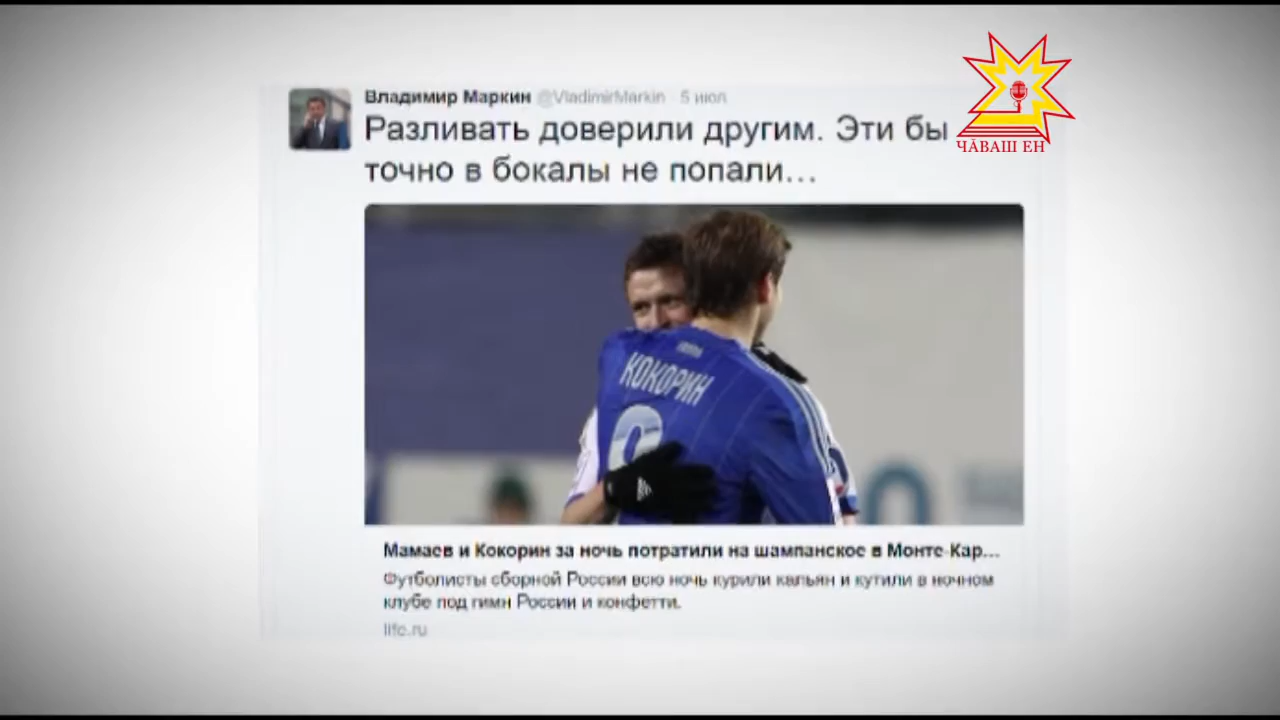 Владимир Маркин @VladimirMarkin · 5 июл
Разливать доверили другим. Эти бы
точно в бокалы не попали…
ЧӐВАШ ЕН
КОКОРИН
9
Мамаев и Кокорин за ночь потратили на шампанское в Монте-Кар...
Футболисты сборной России всю ночь курили кальян и кутили в ночном
клубе под гимн России и конфетти.
life.ru